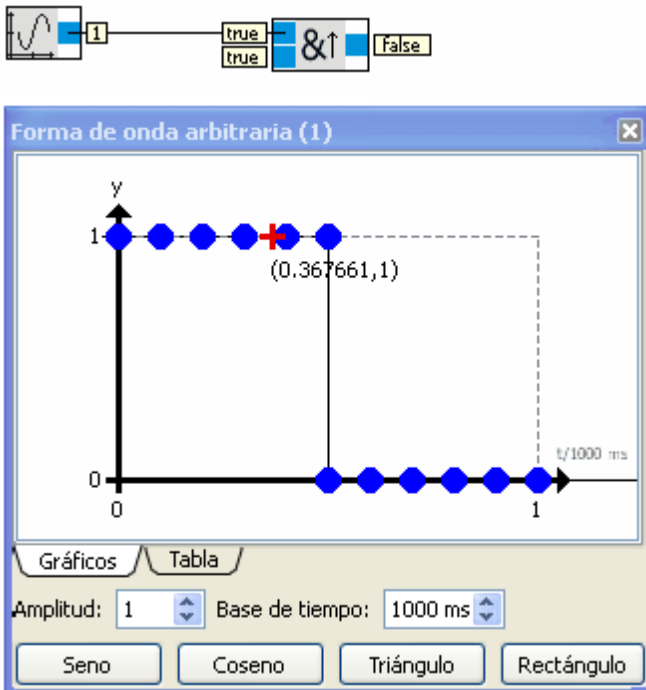 1
true
true
&↑
false
Forma de onda arbitraria (1)
y
1
(0.367661,1)
t/1000 ms
0
0
1
Gráficos
Tabla
Amplitud: 1
Base de tiempo: 1000 ms
Seno
Coseno
Triángulo
Rectángulo